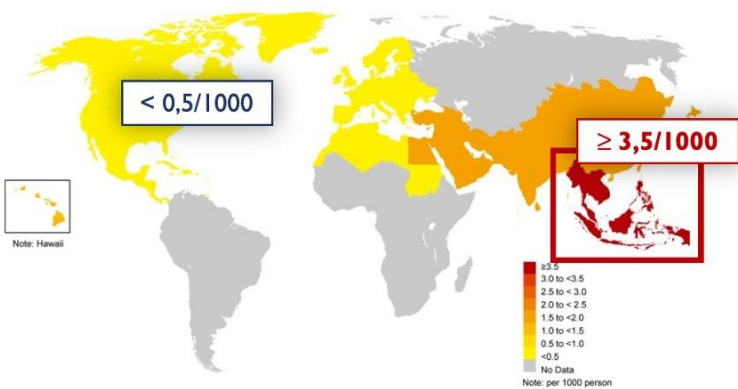 < 0,5/1000
≥ 3,5/1000
Note: Hawaii
≥3.5
3.0 to <3.5
2.5 to < 3.0
2.0 to < 2.5
1.5 to <2.0
1.0 to <1.5
0.5 to <1.0
<0.5
No Data
Note: per 1000 person